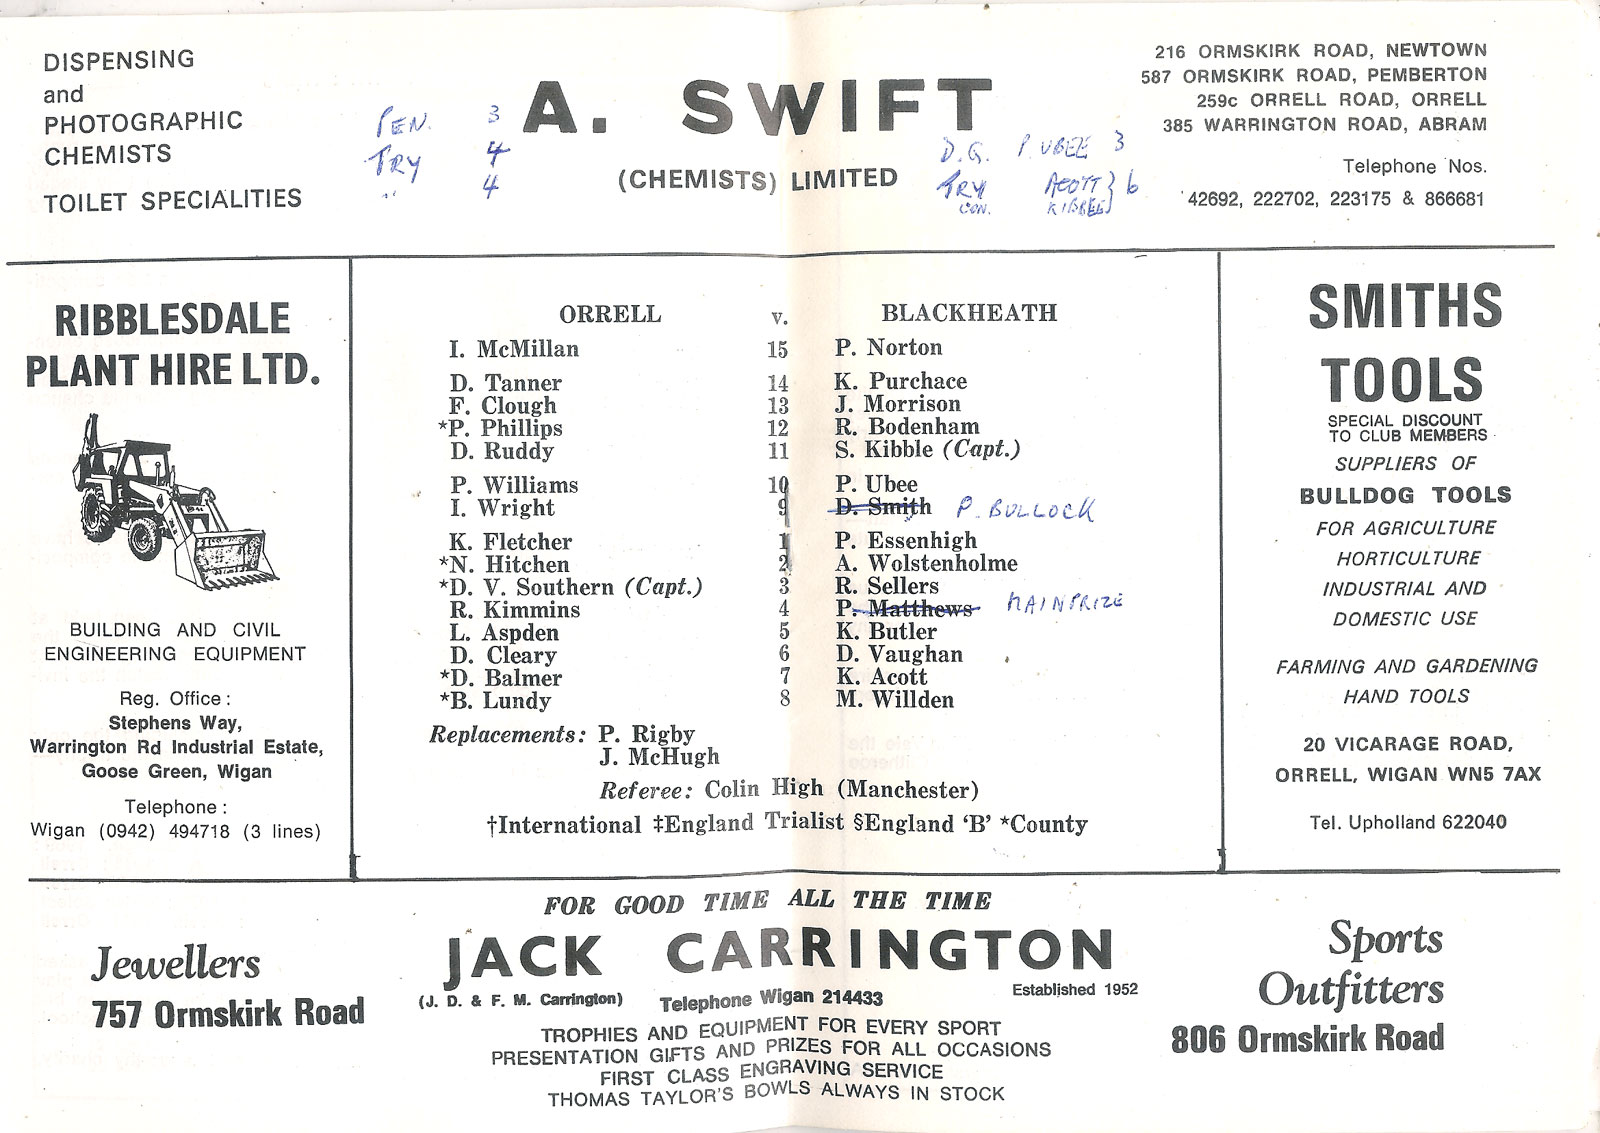 DISPENSING
and
PHOTOGRAPHIC
CHEMISTS
TOILET SPECIALITIES
PEN. 3
TRY 4
" 4
A. SWIFT
(CHEMISTS) LIMITED
D.G. P. UBEE 3
TRY ACOTT } 6
CON. KIBBLE
216 ORMSKIRK ROAD, NEWTOWN
587 ORMSKIRK ROAD, PEMBERTON
259c ORRELL ROAD, ORRELL
385 WARRINGTON ROAD, ABRAM
Telephone Nos.
42692, 222702, 223175 & 866681
RIBBLESDALE
PLANT HIRE LTD.
BUILDING AND CIVIL
ENGINEERING EQUIPMENT
Reg. Office :
Stephens Way,
Warrington Rd Industrial Estate,
Goose Green, Wigan
Telephone :
Wigan (0942) 494718 (3 lines)
ORRELL v. BLACKHEATH
I. McMillan 15 P. Norton
D. Tanner 14 K. Purchace
F. Clough 13 J. Morrison
*P. Phillips 12 R. Bodenham
D. Ruddy 11 S. Kibble (Capt.)
P. Williams 10 P. Ubee
I. Wright 9 D. Smith P. BULLOCK
K. Fletcher 1 P. Essenhigh
*N. Hitchen 2 A. Wolstenholme
*D. V. Southern (Capt.) 3 R. Sellers
R. Kimmins 4 P. Matthews MAINPRIZE
L. Aspden 5 K. Butler
D. Cleary 6 D. Vaughan
*D. Balmer 7 K. Acott
*B. Lundy 8 M. Willden
Replacements: P. Rigby
J. McHugh
Referee: Colin High (Manchester)
†International ‡England Trialist §England 'B' *County
SMITHS
TOOLS
SPECIAL DISCOUNT
TO CLUB MEMBERS
SUPPLIERS OF
BULLDOG TOOLS
FOR AGRICULTURE
HORTICULTURE
INDUSTRIAL AND
DOMESTIC USE
FARMING AND GARDENING
HAND TOOLS
20 VICARAGE ROAD,
ORRELL, WIGAN WN5 7AX
Tel. Upholland 622040
FOR GOOD TIME ALL THE TIME
JACK CARRINGTON
(J. D. & F. M. Carrington) Telephone Wigan 214433 Established 1952
Jewellers
757 Ormskirk Road
TROPHIES AND EQUIPMENT FOR EVERY SPORT
PRESENTATION GIFTS AND PRIZES FOR ALL OCCASIONS
FIRST CLASS ENGRAVING SERVICE
THOMAS TAYLOR'S BOWLS ALWAYS IN STOCK
Sports
Outfitters
806 Ormskirk Road